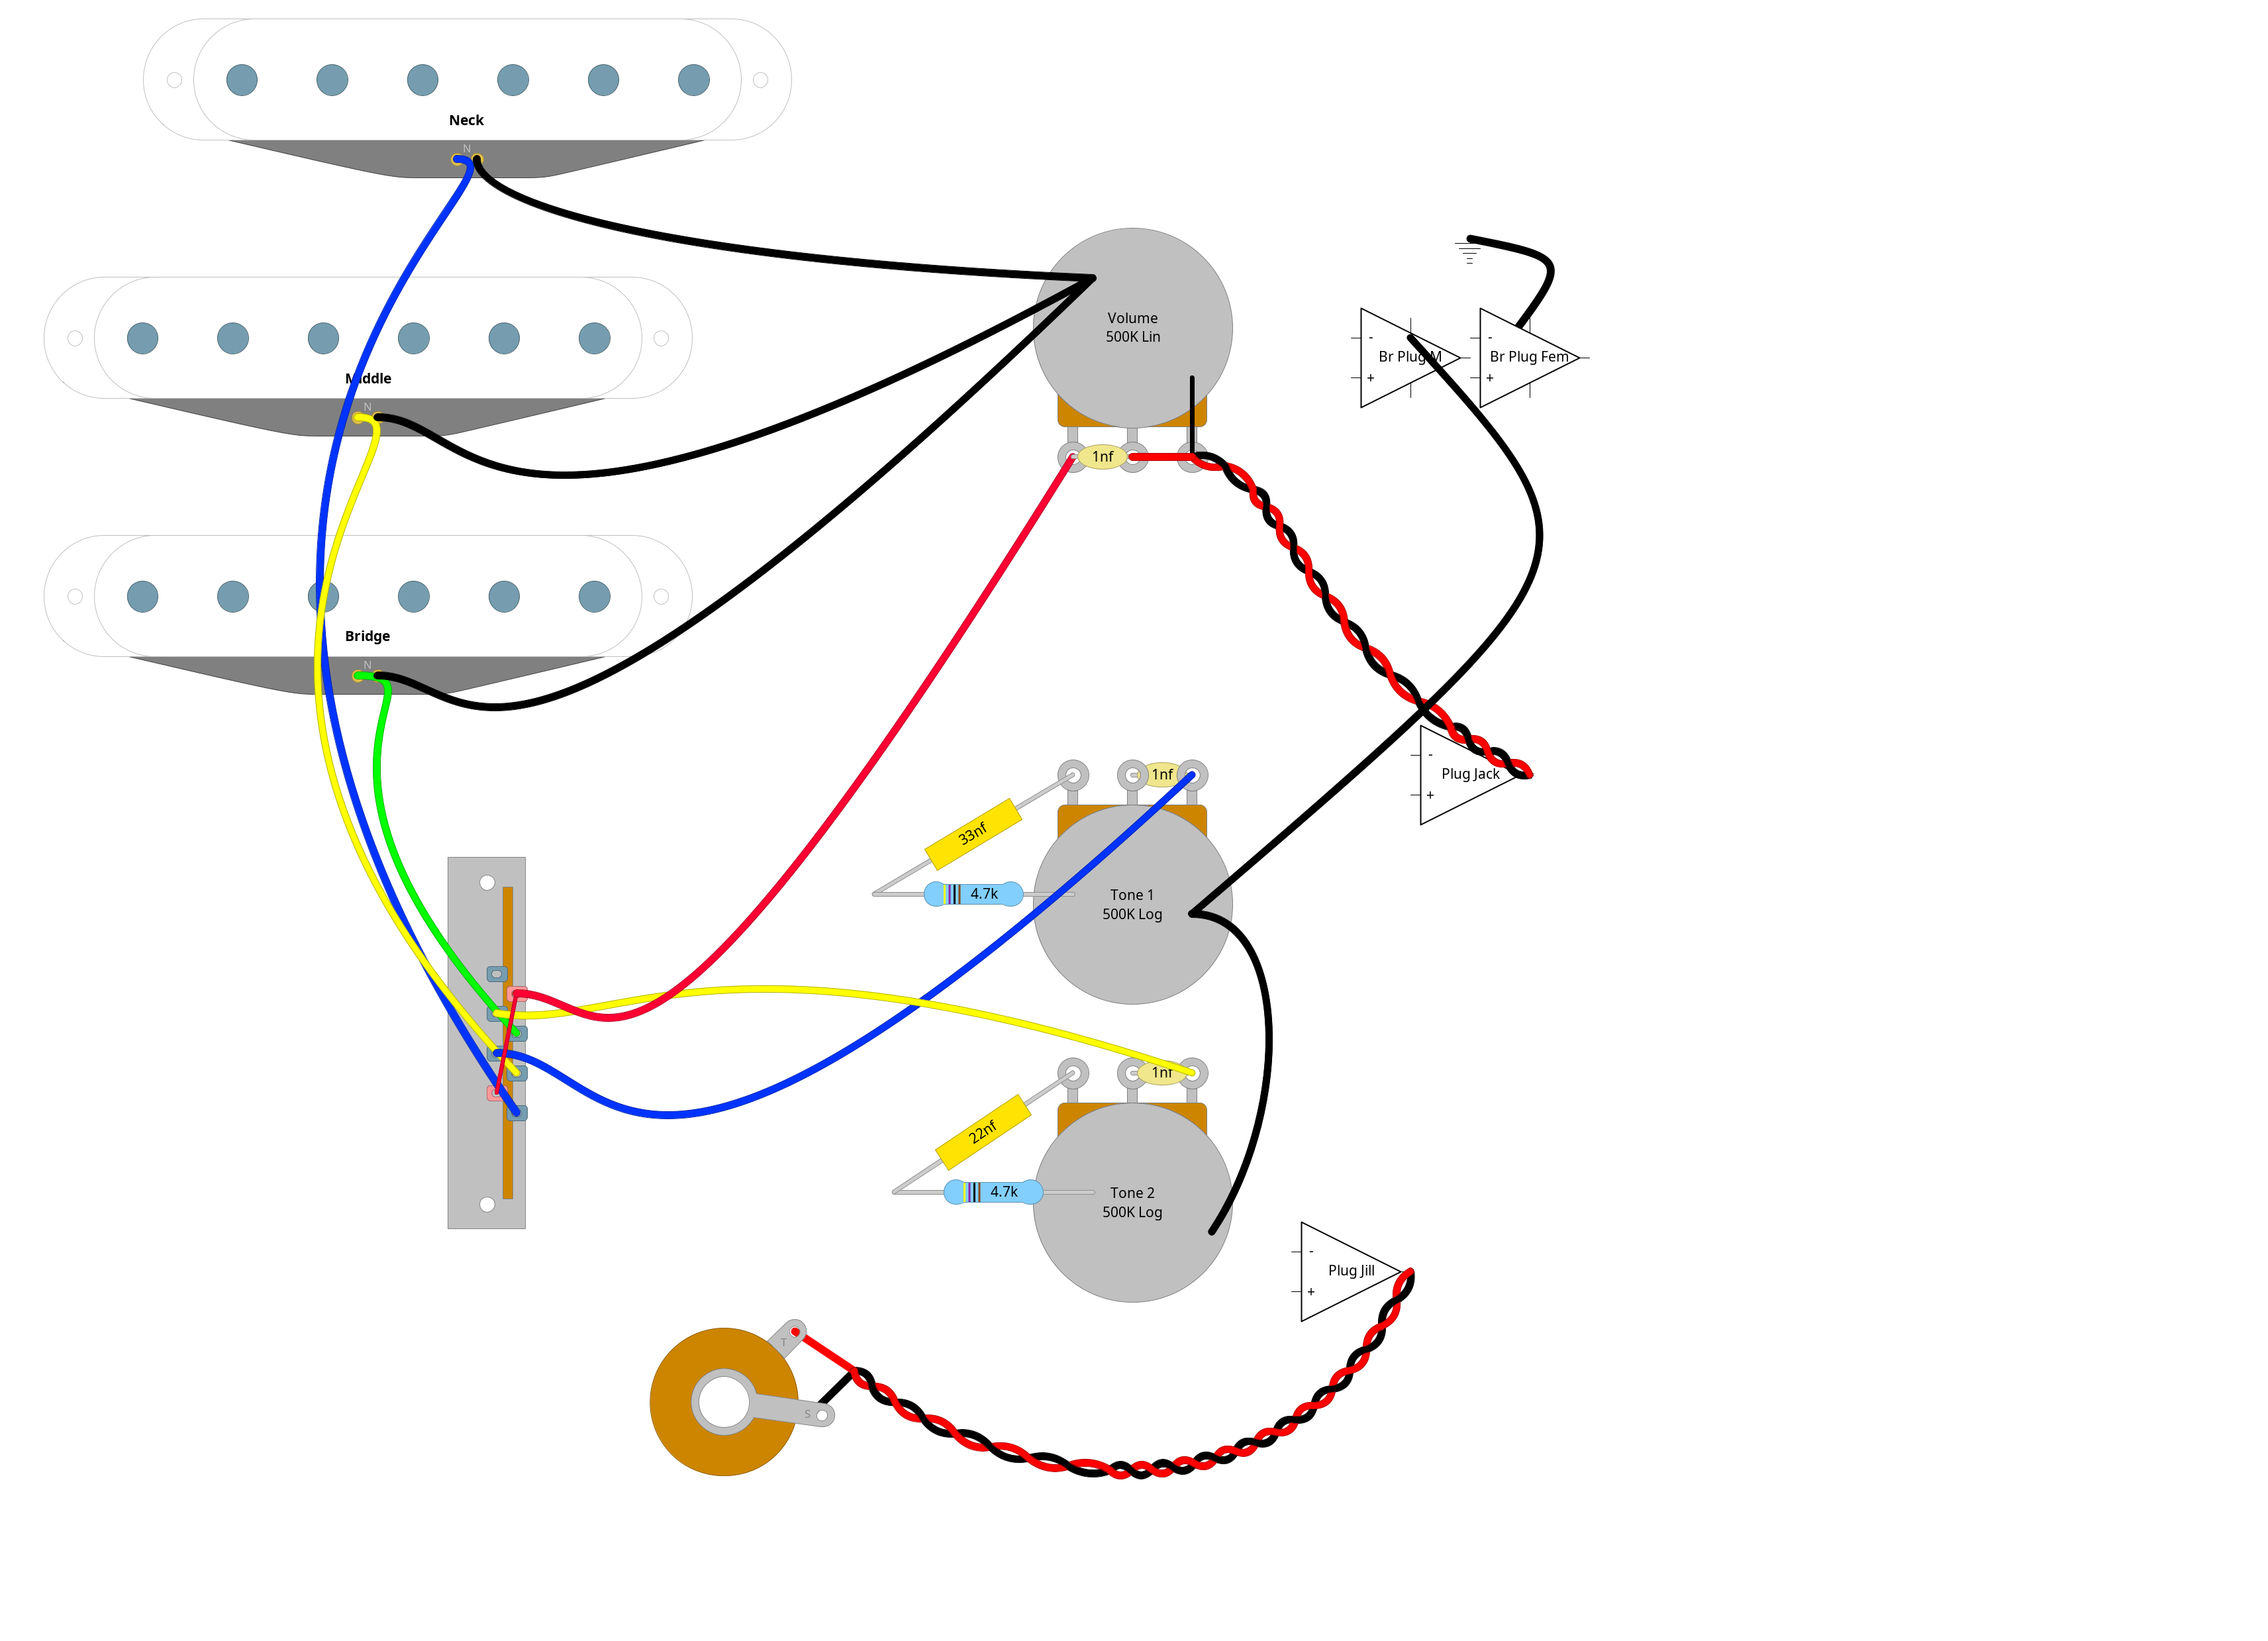 Neck
N
Middle
N
Bridge
N
Volume
500K Lin
1nf
-
Br Plug M
+
-
Br Plug Fem
+
-
Plug Jack
+
1nf
33nf
4.7k
Tone 1
500K Log
1nf
22nf
4.7k
Tone 2
500K Log
-
Plug Jill
+
T
S